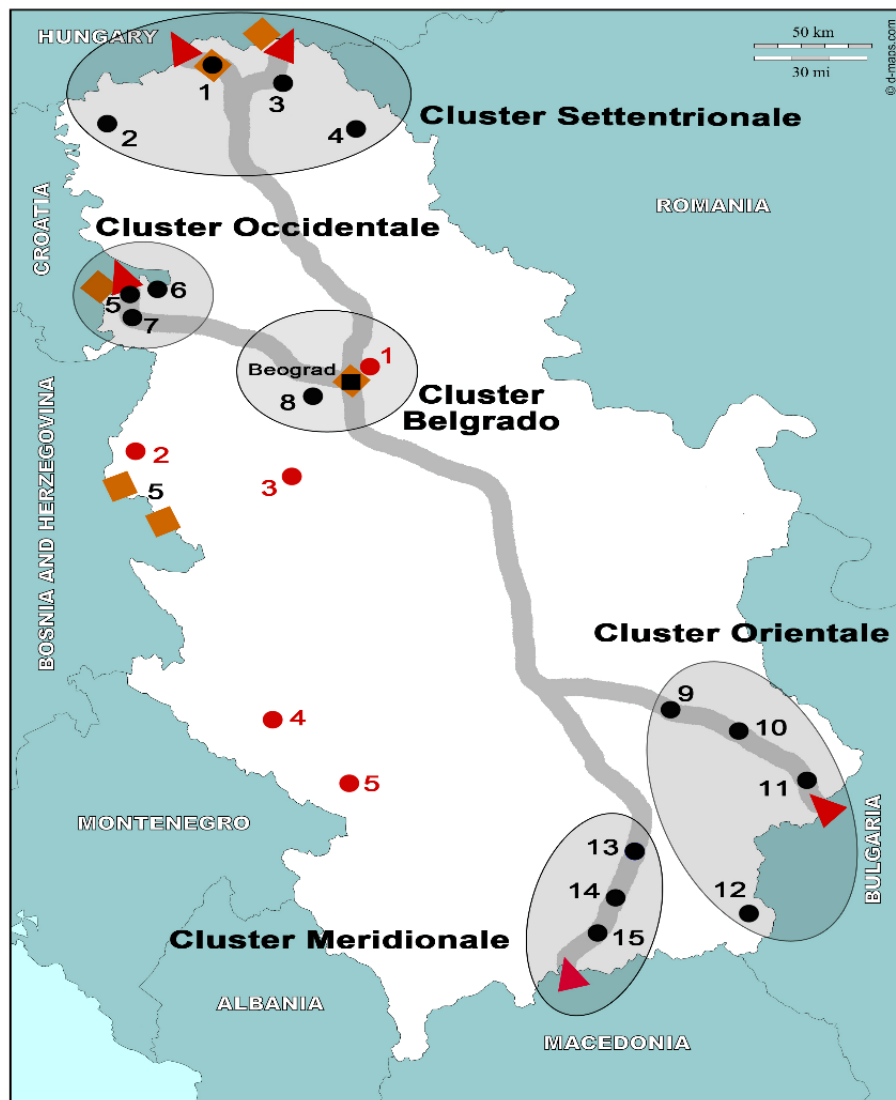 HUNGARY
50 km
30 mi
© d-maps.com
1
3
2
4
Cluster Settentrionale
CROATIA
ROMANIA
Cluster Occidentale
5
6
7
Beograd
1
8
Cluster
Belgrado
BOSNIA AND HERZEGOVINA
2
3
5
Cluster Orientale
9
10
4
11
5
MONTENEGRO
BULGARIA
13
14
12
15
Cluster Meridionale
ALBANIA
MACEDONIA